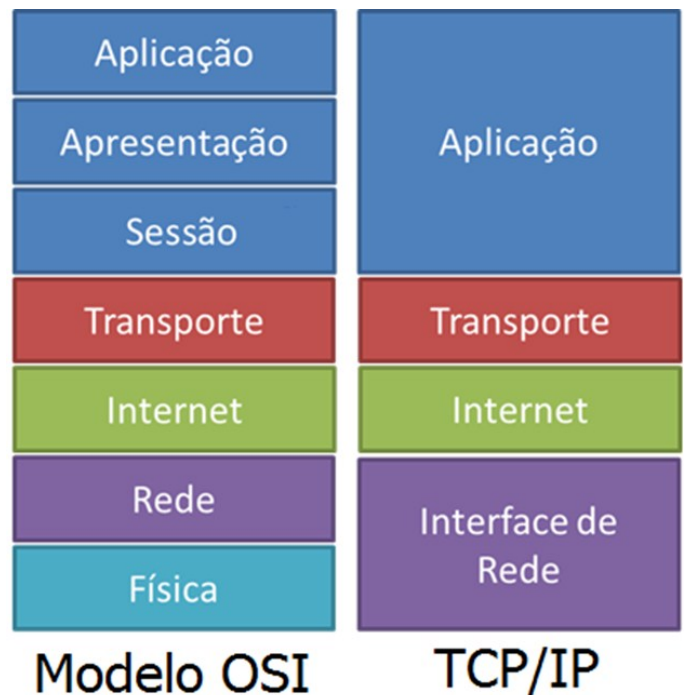 Aplicação
Apresentação
Sessão
Transporte
Internet
Rede
Física
Modelo OSI
Aplicação
Transporte
Internet
Interface de
Rede
TCP/IP